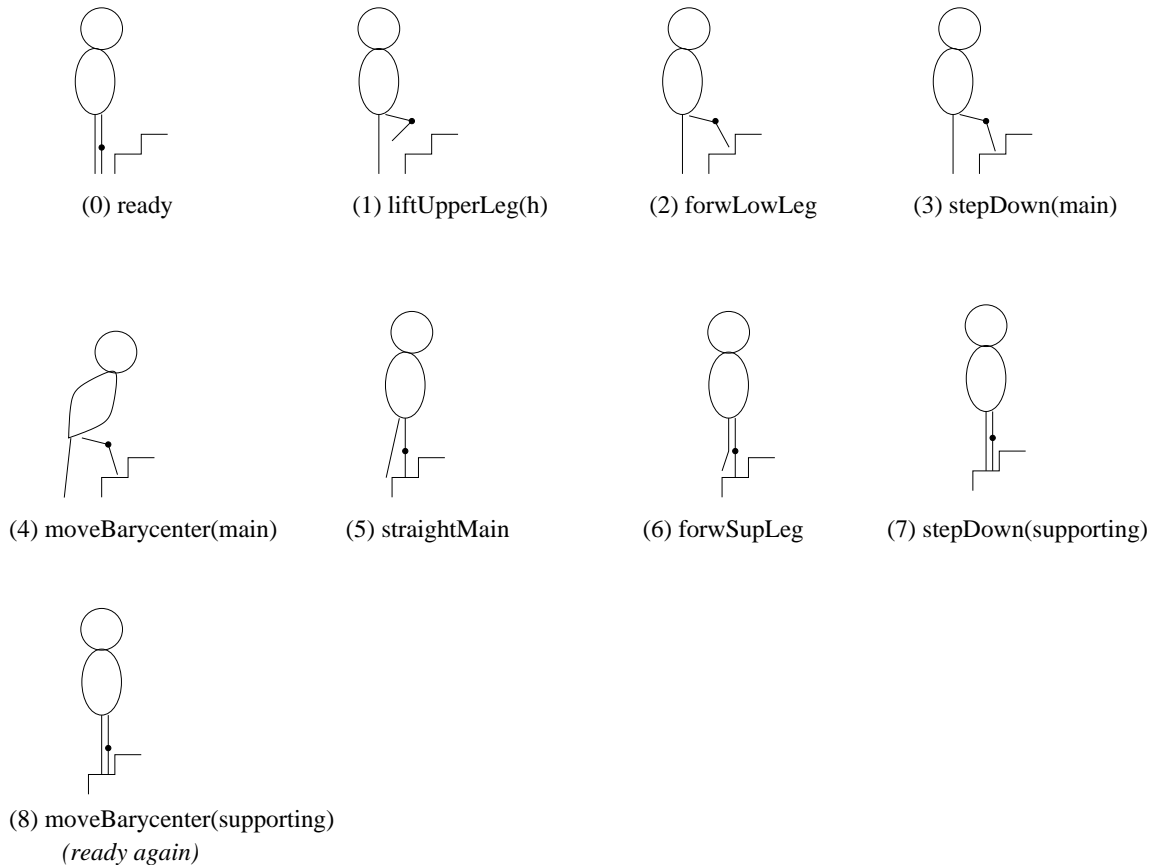 (0) ready
(1) liftUpperLeg(h)
(2) forwLowLeg
(3) stepDown(main)
(4) moveBarycenter(main)
(5) straightMain
(6) forwSupLeg
(7) stepDown(supporting)
(8) moveBarycenter(supporting)
(ready again)